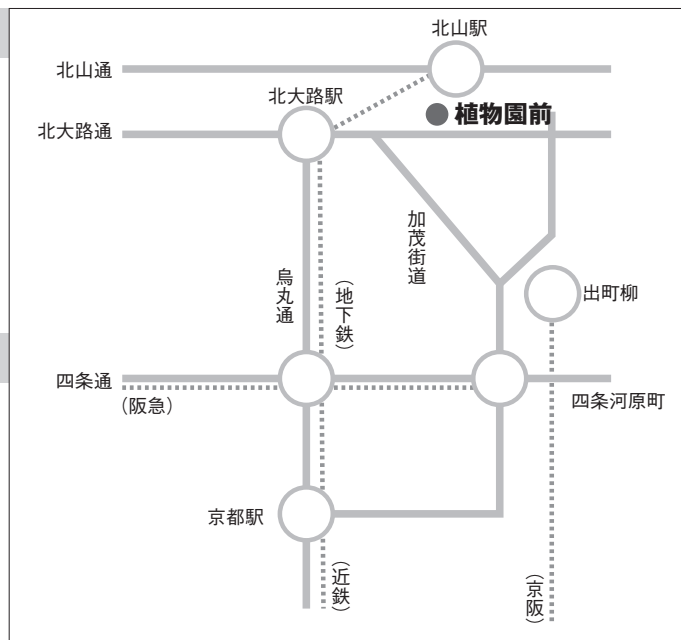 北山駅
北山通
北大路駅
植物園前
北大路通
加茂街道
烏丸通
(地下鉄)
出町柳
四条通
(阪急)
四条河原町
京都駅
(近鉄)
(京阪)